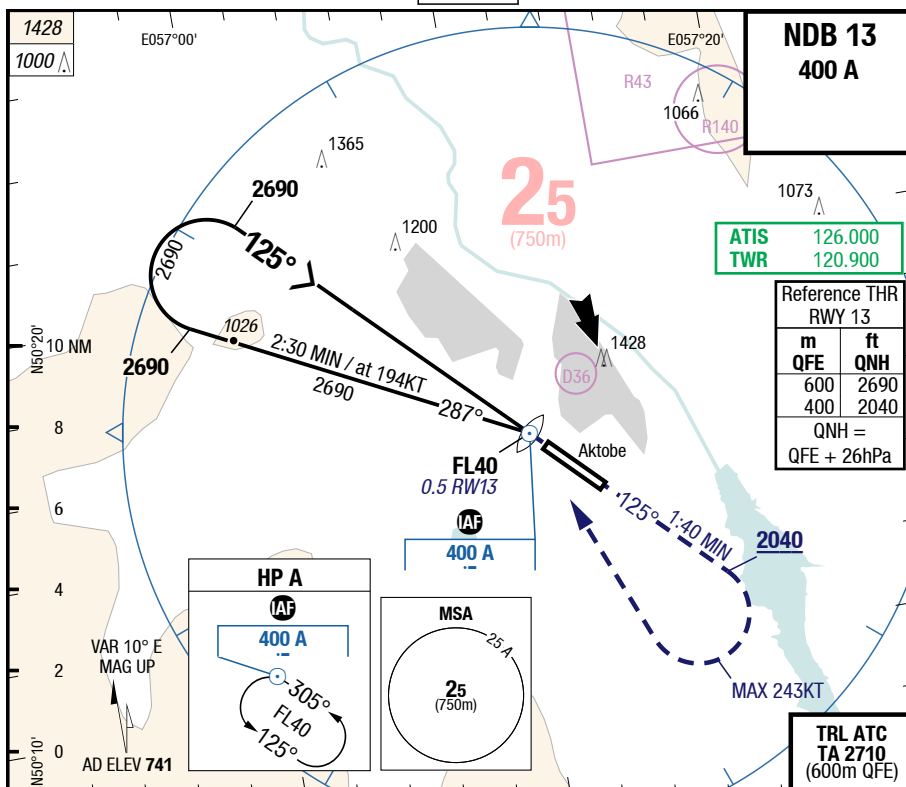 1428
1000
E057°00'
E057°20'
NDB 13
400 A
R43
1066
R140
1365
2690
25
(750m)
1073
1200
125°
2690
ATIS 126.000
TWR 120.900
Reference THR
RWY 13
m ft
QFE QNH
600 2690
400 2040
QNH =
QFE + 26hPa
N50°20'
10 NM
1026
2690
2:30 MIN / at 194KT
2690
287°
1428
D36
8
FL40
0.5 RW13
Aktobe
IAF
400 A
6
125°
1:40 MIN
2040
HP A
IAF
400 A
305°
FL40
125°
MSA
25 A
25
(750m)
4
VAR 10° E
MAG UP
2
MAX 243KT
N50°10'
0
AD ELEV 741
TRL ATC
TA 2710
(600m QFE)